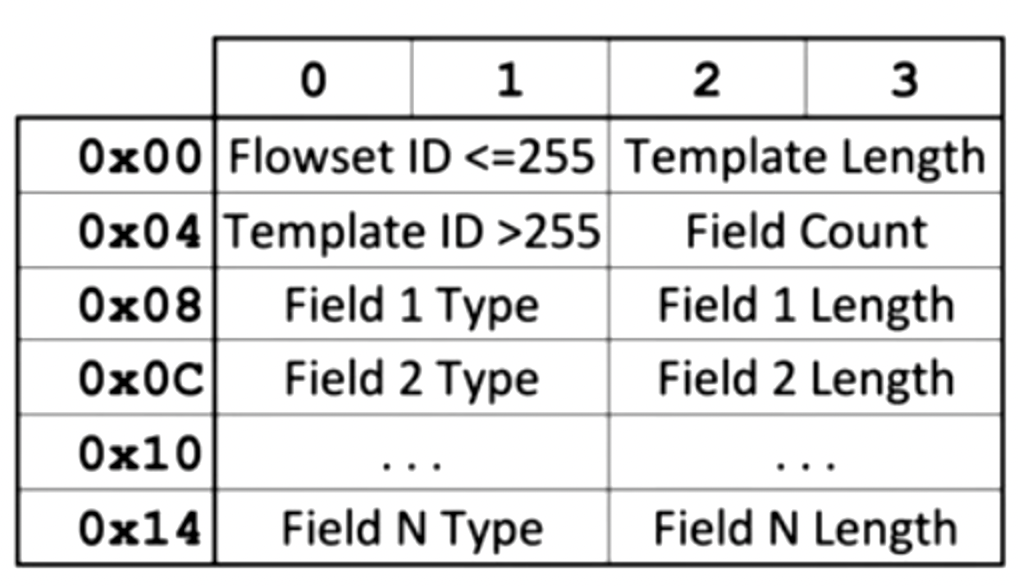 0 1 2 3
0x00 Flowset ID <=255 Template Length
0x04 Template ID >255 Field Count
0x08 Field 1 Type Field 1 Length
0x0C Field 2 Type Field 2 Length
0x10 ... ...
0x14 Field N Type Field N Length